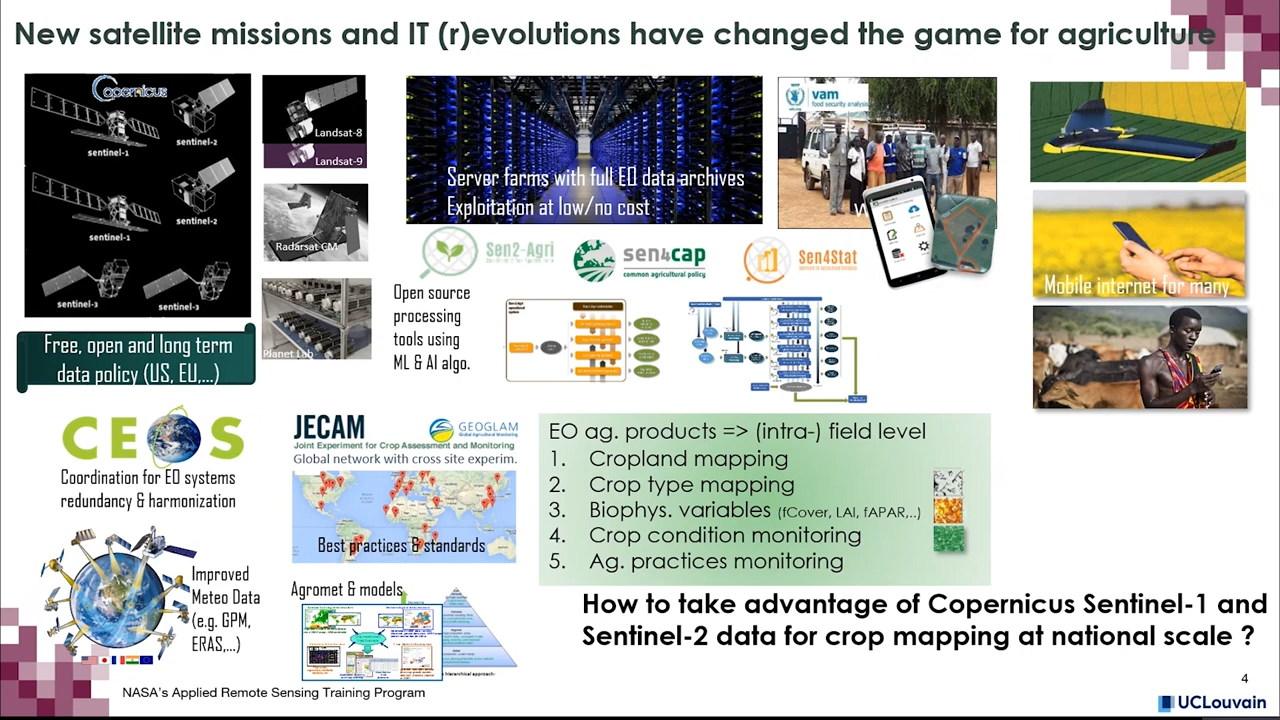 New satellite missions and IT (r)evolutions have changed the game for agriculture
opernicus
sentinel-1
sentinel-2
sentinel-2
sentinel-1
sentinel-3
sentinel-3
Landsat-8
Landsat-9
Radarsat CM
Planet Lab
Free, open and long term
data policy (US, EU,...)
Server farms with full EO data archives
Exploitation at low/no cost
WFP
vam
food security analysis
W
Sen2-Agri
sen4cap
common agricultural policy
Sen4Stat
Open source
processing
tools using
ML & AI algo.
Mobile internet for many
CEOS
Coordination for EO systems
redundancy & harmonization
Improved
Meteo Data
(e.g. GPM,
ERA5,...)
JECAM
GEOGLAM
Global Agricultural Monitoring
Joint Experiment for Crop Assessment and Monitoring
Global network with cross site experim.
Best practices & standards
Agromet & models
hierarchical approach
EO ag. products => (intra-) field level
1. Cropland mapping
2. Crop type mapping
3. Biophys. variables (fCover, LAI, fAPAR,..)
4. Crop condition monitoring
5. Ag. practices monitoring
How to take advantage of Copernicus Sentinel-1 and
Sentinel-2 data for crop mapping at national scale ?
4
NASA's Applied Remote Sensing Training Program
UCLouvain